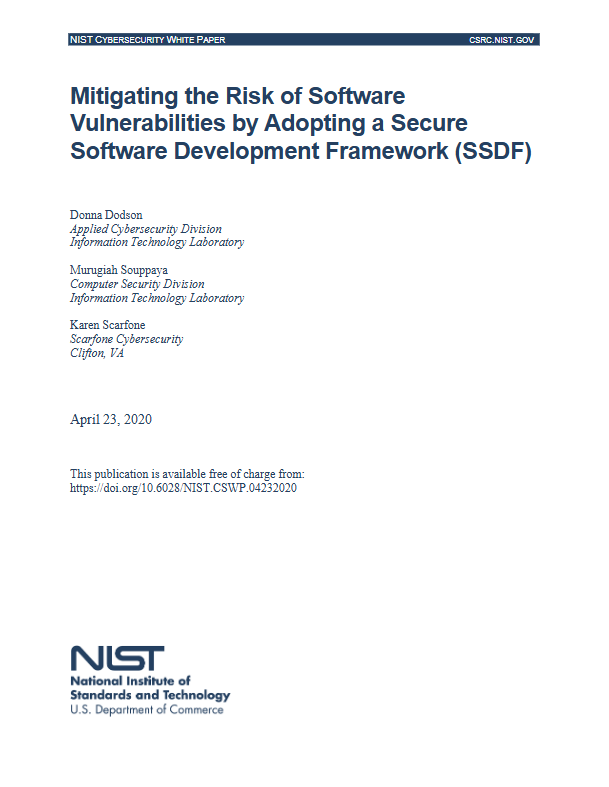 NIST CYBERSECURITY WHITE PAPER CSRC.NIST.GOV
Mitigating the Risk of Software
Vulnerabilities by Adopting a Secure
Software Development Framework (SSDF)
Donna Dodson
Applied Cybersecurity Division
Information Technology Laboratory
Murugiah Souppaya
Computer Security Division
Information Technology Laboratory
Karen Scarfone
Scarfone Cybersecurity
Clifton, VA
April 23, 2020
This publication is available free of charge from:
https://doi.org/10.6028/NIST.CSWP.04232020
NIST
National Institute of
Standards and Technology
U.S. Department of Commerce